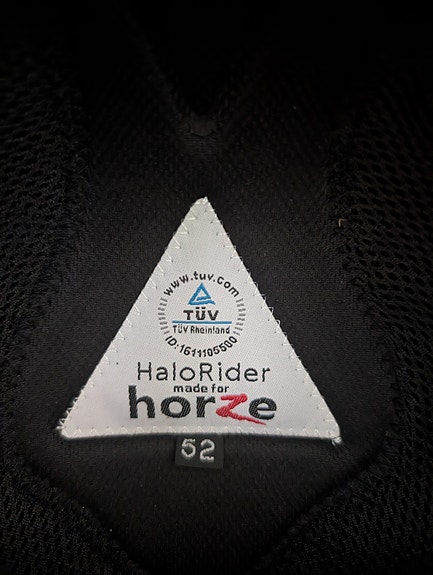 www.tuv.com
TÜV
TÜV Rheinland
ID:1611105500
HaloRider
made for
horze
52